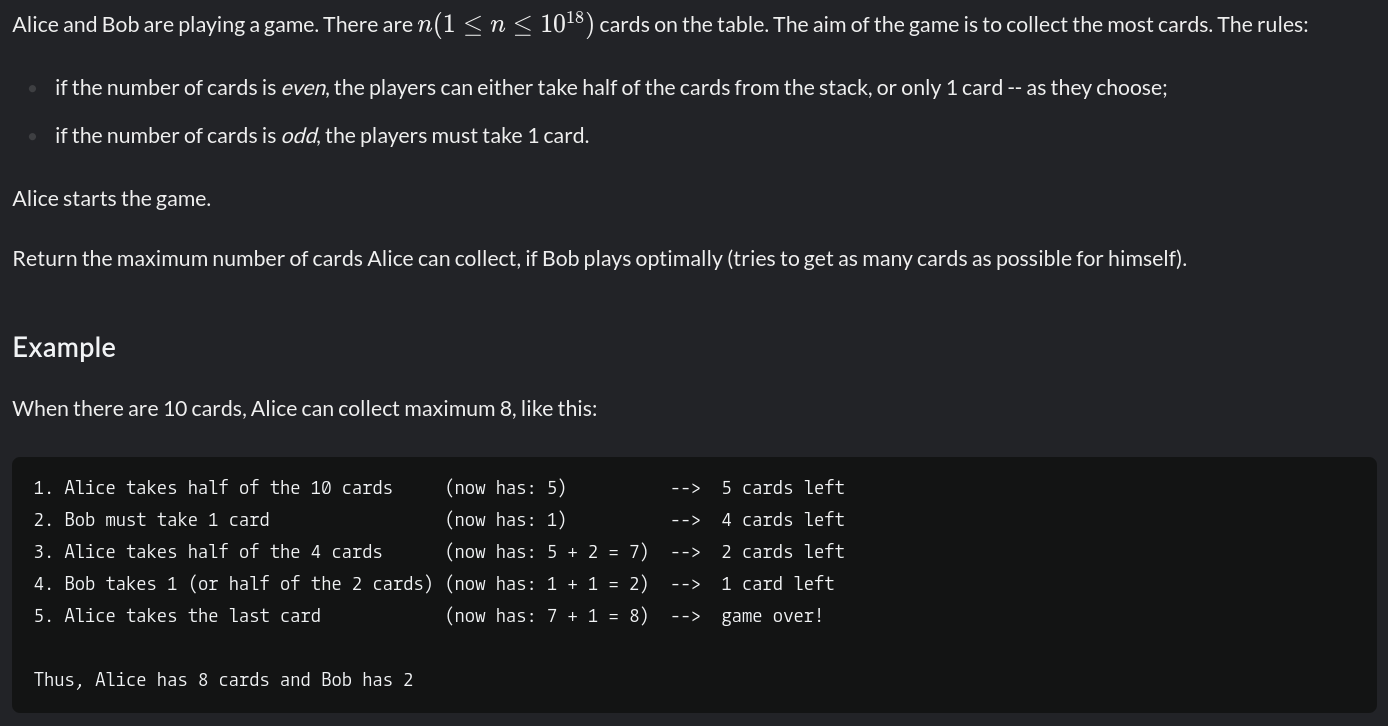 Alice and Bob are playing a game. There are n(1 ≤ n ≤ 10^18) cards on the table. The aim of the game is to collect the most cards. The rules:
if the number of cards is even, the players can either take half of the cards from the stack, or only 1 card -- as they choose;
if the number of cards is odd, the players must take 1 card.
Alice starts the game.
Return the maximum number of cards Alice can collect, if Bob plays optimally (tries to get as many cards as possible for himself).
Example
When there are 10 cards, Alice can collect maximum 8, like this:
1. Alice takes half of the 10 cards     (now has: 5)          -->  5 cards left
2. Bob must take 1 card                 (now has: 1)          -->  4 cards left
3. Alice takes half of the 4 cards      (now has: 5 + 2 = 7)  -->  2 cards left
4. Bob takes 1 (or half of the 2 cards) (now has: 1 + 1 = 2)  -->  1 card left
5. Alice takes the last card            (now has: 7 + 1 = 8)  -->  game over!
Thus, Alice has 8 cards and Bob has 2